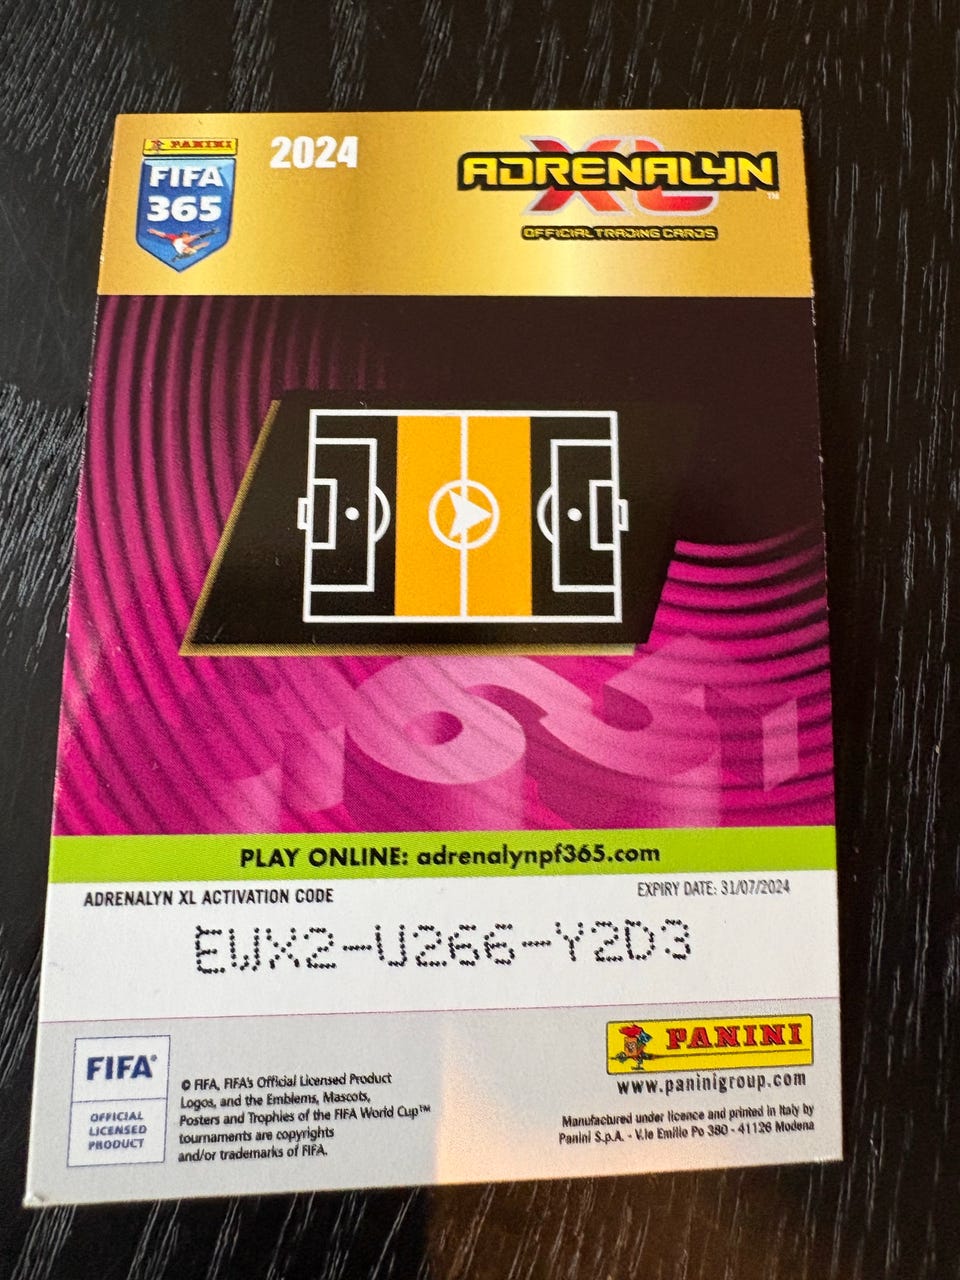 PANINI
FIFA
365
2024
ADRENALYN XL™
OFFICIAL TRADING CARDS
PLAY ONLINE: adrenalynpf365.com
ADRENALYN XL ACTIVATION CODE
EXPIRY DATE: 31/07/2024
EWX2-U266-Y2D3
FIFA®
OFFICIAL
LICENSED
PRODUCT
© FIFA, FIFA's Official Licensed Product
Logos, and the Emblems, Mascots,
Posters and Trophies of the FIFA World Cup™
tournaments are copyrights
and/or trademarks of FIFA.
PANINI
www.paninigroup.com
Manufactured under licence and printed in Italy by
Panini S.p.A. - V.le Emilio Po 380 - 41126 Modena